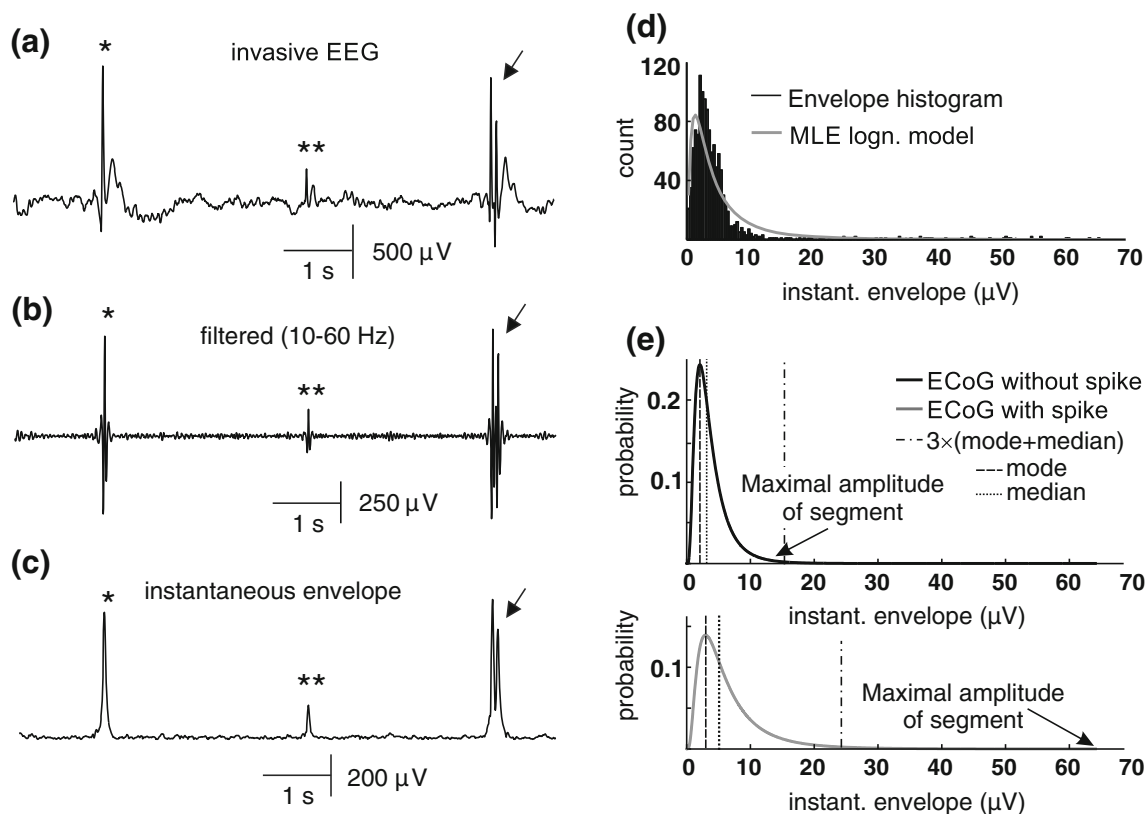 (a)
*
invasive EEG
**
1 s
500 µV
(b)
*
filtered (10-60 Hz)
**
1 s
250 µV
(c)
*
instantaneous envelope
**
1 s
200 µV
(d)
120
80
40
count
Envelope histogram
MLE logn. model
0 10 20 30 40 50 60 70
instant. envelope (µV)
(e)
0.2
0.1
probability
ECoG without spike
ECoG with spike
3×(mode+median)
mode
median
Maximal amplitude
of segment
0 10 20 30 40 50 60 70
instant. envelope (µV)
0.1
probability
Maximal amplitude
of segment
0 10 20 30 40 50 60 70
instant. envelope (µV)